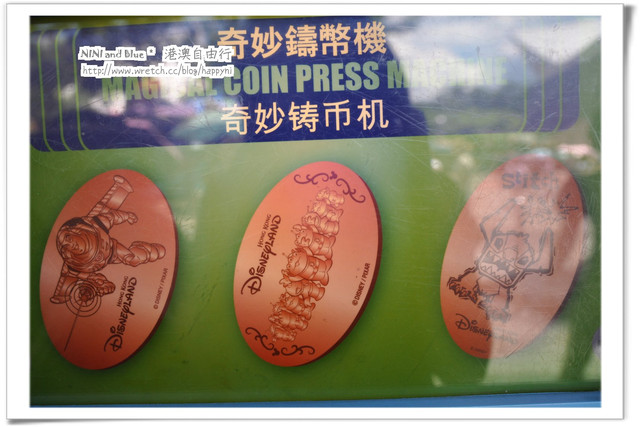 NINI and Blue• 港澳自由行
http://www.wretch.cc/blog/happyni
奇妙鑄幣機
MAGICAL COIN PRESS MACHINE
奇妙铸币机
HONG KONG
DISNEYLAND
©DISNEY / PIXAR
HONG KONG
DISNEYLAND
©DISNEY / PIXAR
DISNEYLAND